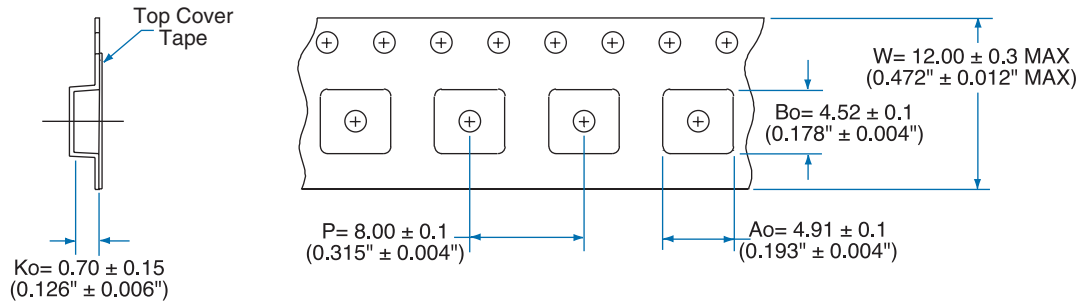 Top Cover
Tape
W= 12.00 ± 0.3 MAX
(0.472" ± 0.012" MAX)
Bo= 4.52 ± 0.1
(0.178" ± 0.004")
P= 8.00 ± 0.1
(0.315" ± 0.004")
Ao= 4.91 ± 0.1
(0.193" ± 0.004")
Ko= 0.70 ± 0.15
(0.126" ± 0.006")